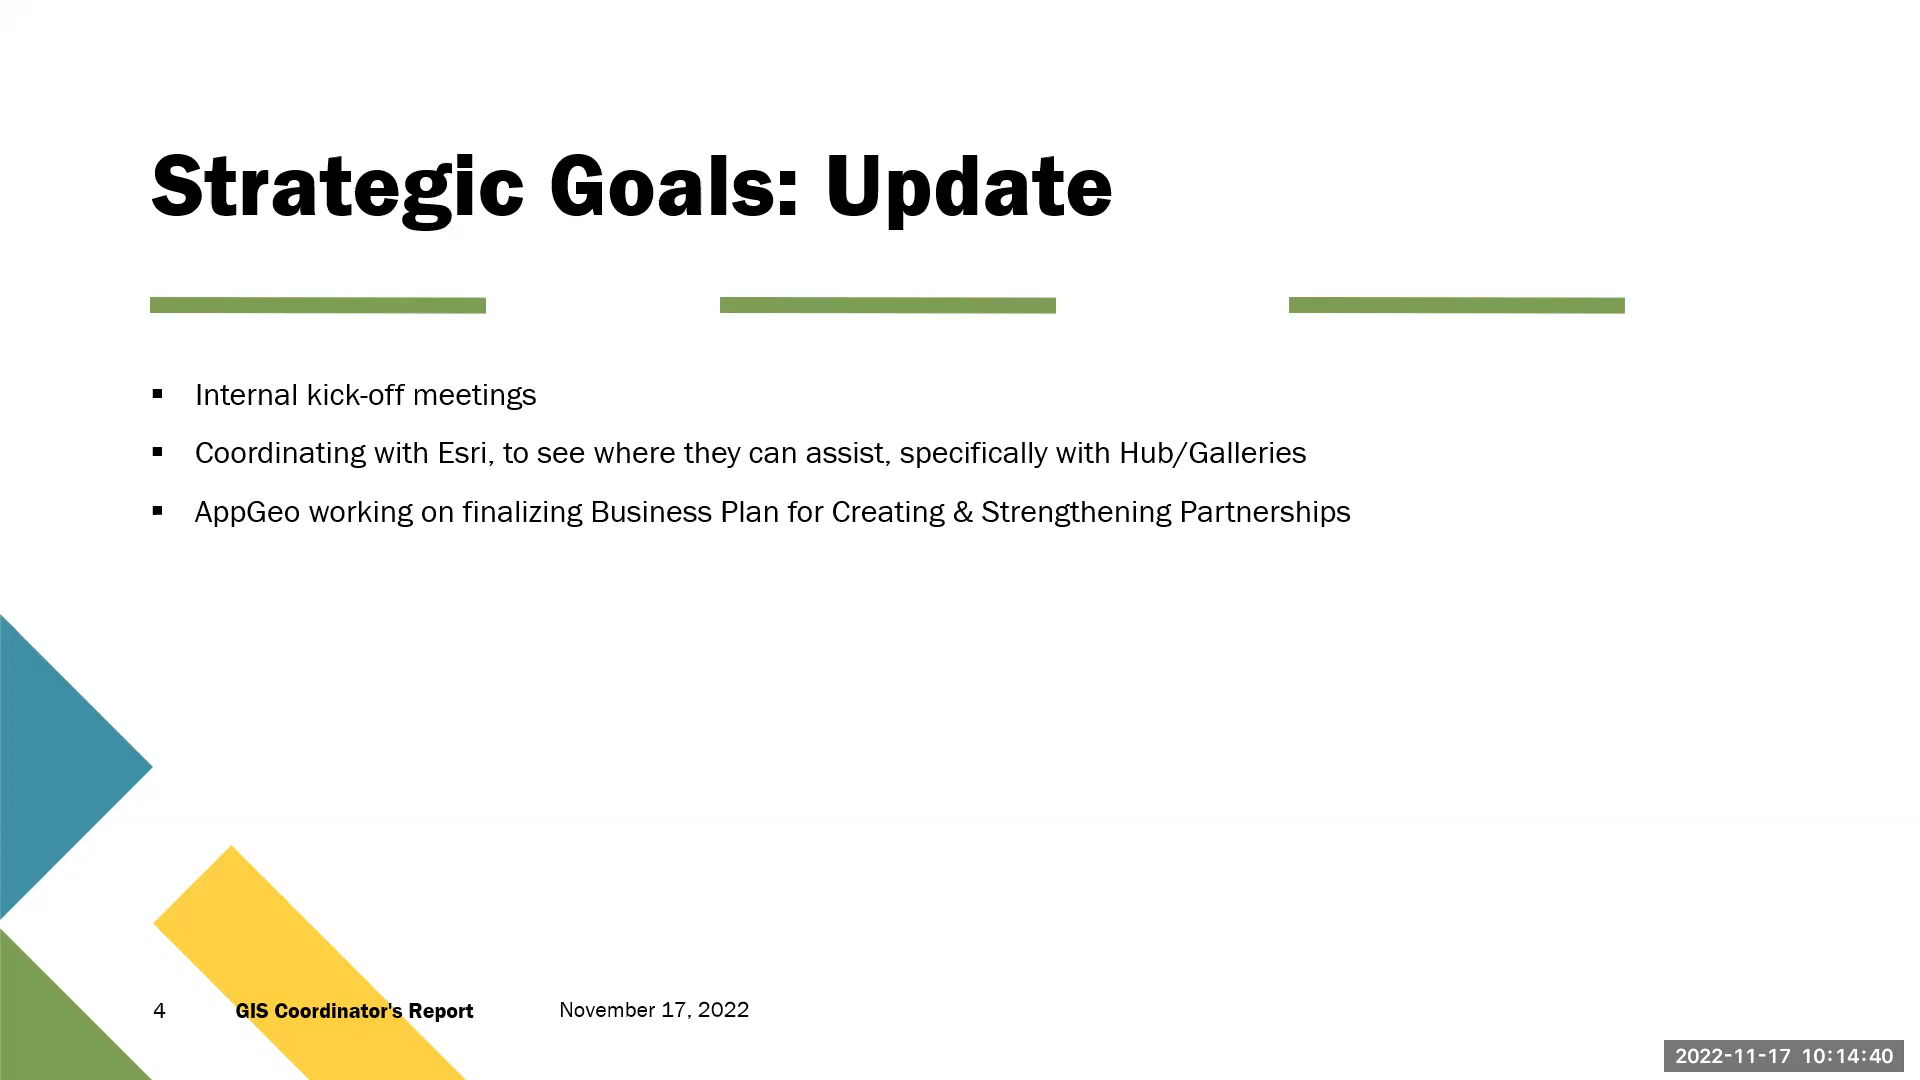 Strategic Goals: Update
▪ Internal kick-off meetings
▪ Coordinating with Esri, to see where they can assist, specifically with Hub/Galleries
▪ AppGeo working on finalizing Business Plan for Creating & Strengthening Partnerships
4 GIS Coordinator's Report November 17, 2022
2022-11-17 10:14:40